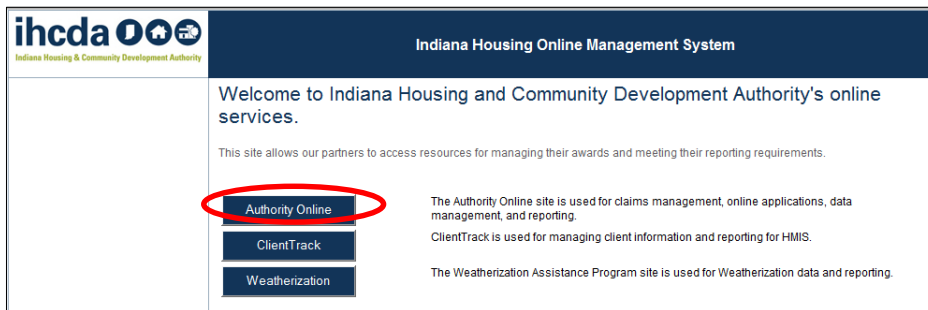 ihcda
Indiana Housing & Community Development Authority
Indiana Housing Online Management System
Welcome to Indiana Housing and Community Development Authority's online
services.
This site allows our partners to access resources for managing their awards and meeting their reporting requirements.
Authority Online
The Authority Online site is used for claims management, online applications, data
management, and reporting.
ClientTrack
ClientTrack is used for managing client information and reporting for HMIS.
Weatherization
The Weatherization Assistance Program site is used for Weatherization data and reporting.